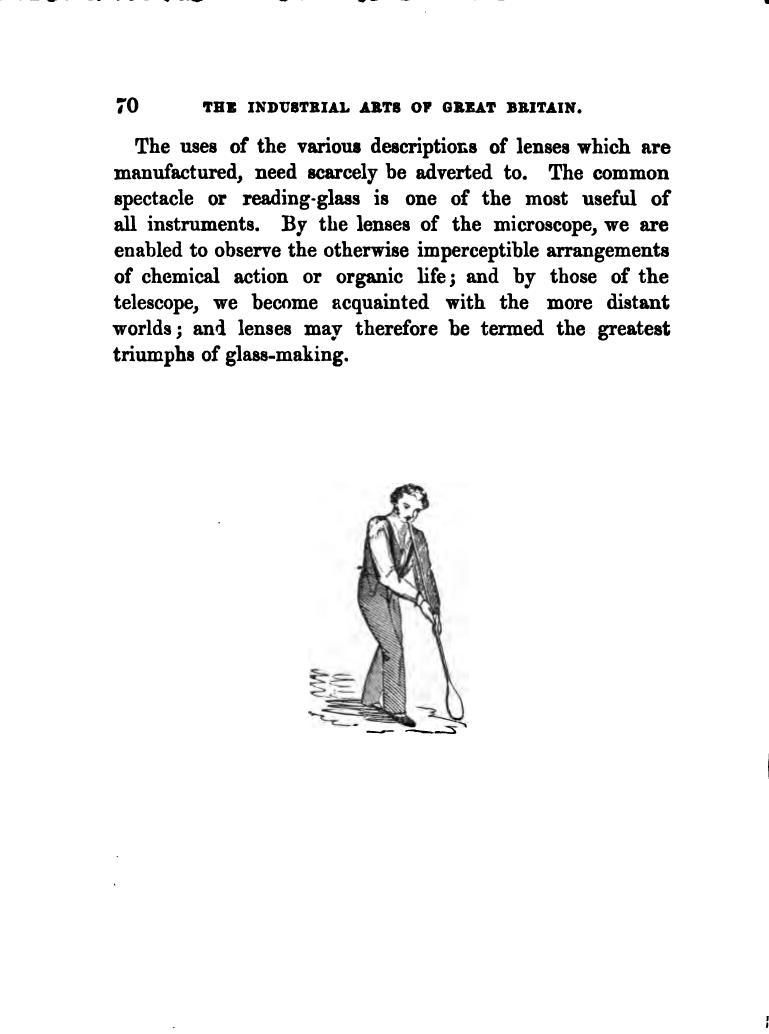 70 THE INDUSTRIAL ARTS OF GREAT BRITAIN.
The uses of the various descriptions of lenses which are
manufactured, need scarcely be adverted to. The common
spectacle or reading-glass is one of the most useful of
all instruments. By the lenses of the microscope, we are
enabled to observe the otherwise imperceptible arrangements
of chemical action or organic life; and by those of the
telescope, we become acquainted with the more distant
worlds; and lenses may therefore be termed the greatest
triumphs of glass-making.